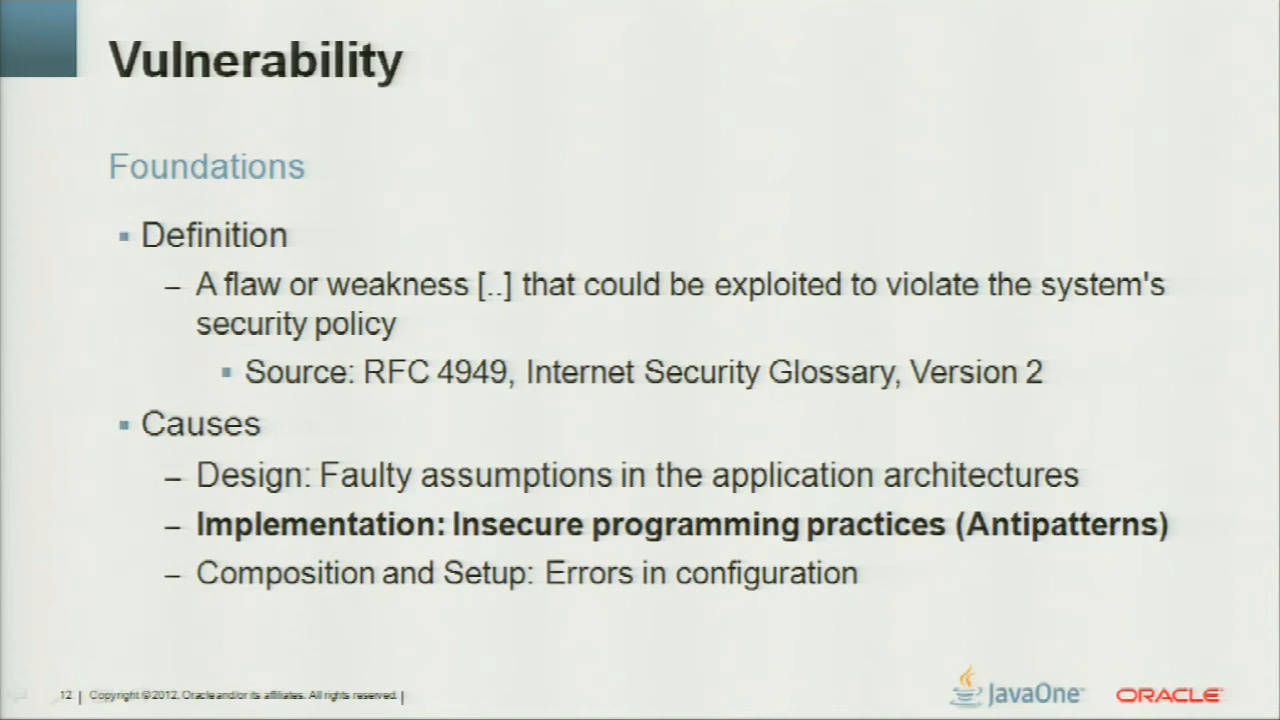 Vulnerability
Foundations
▪ Definition
– A flaw or weakness [..] that could be exploited to violate the system's
security policy
▪ Source: RFC 4949, Internet Security Glossary, Version 2
▪ Causes
– Design: Faulty assumptions in the application architectures
– Implementation: Insecure programming practices (Antipatterns)
– Composition and Setup: Errors in configuration
12 | Copyright © 2012, Oracle and/or its affiliates. All rights reserved. |
JavaOne
ORACLE